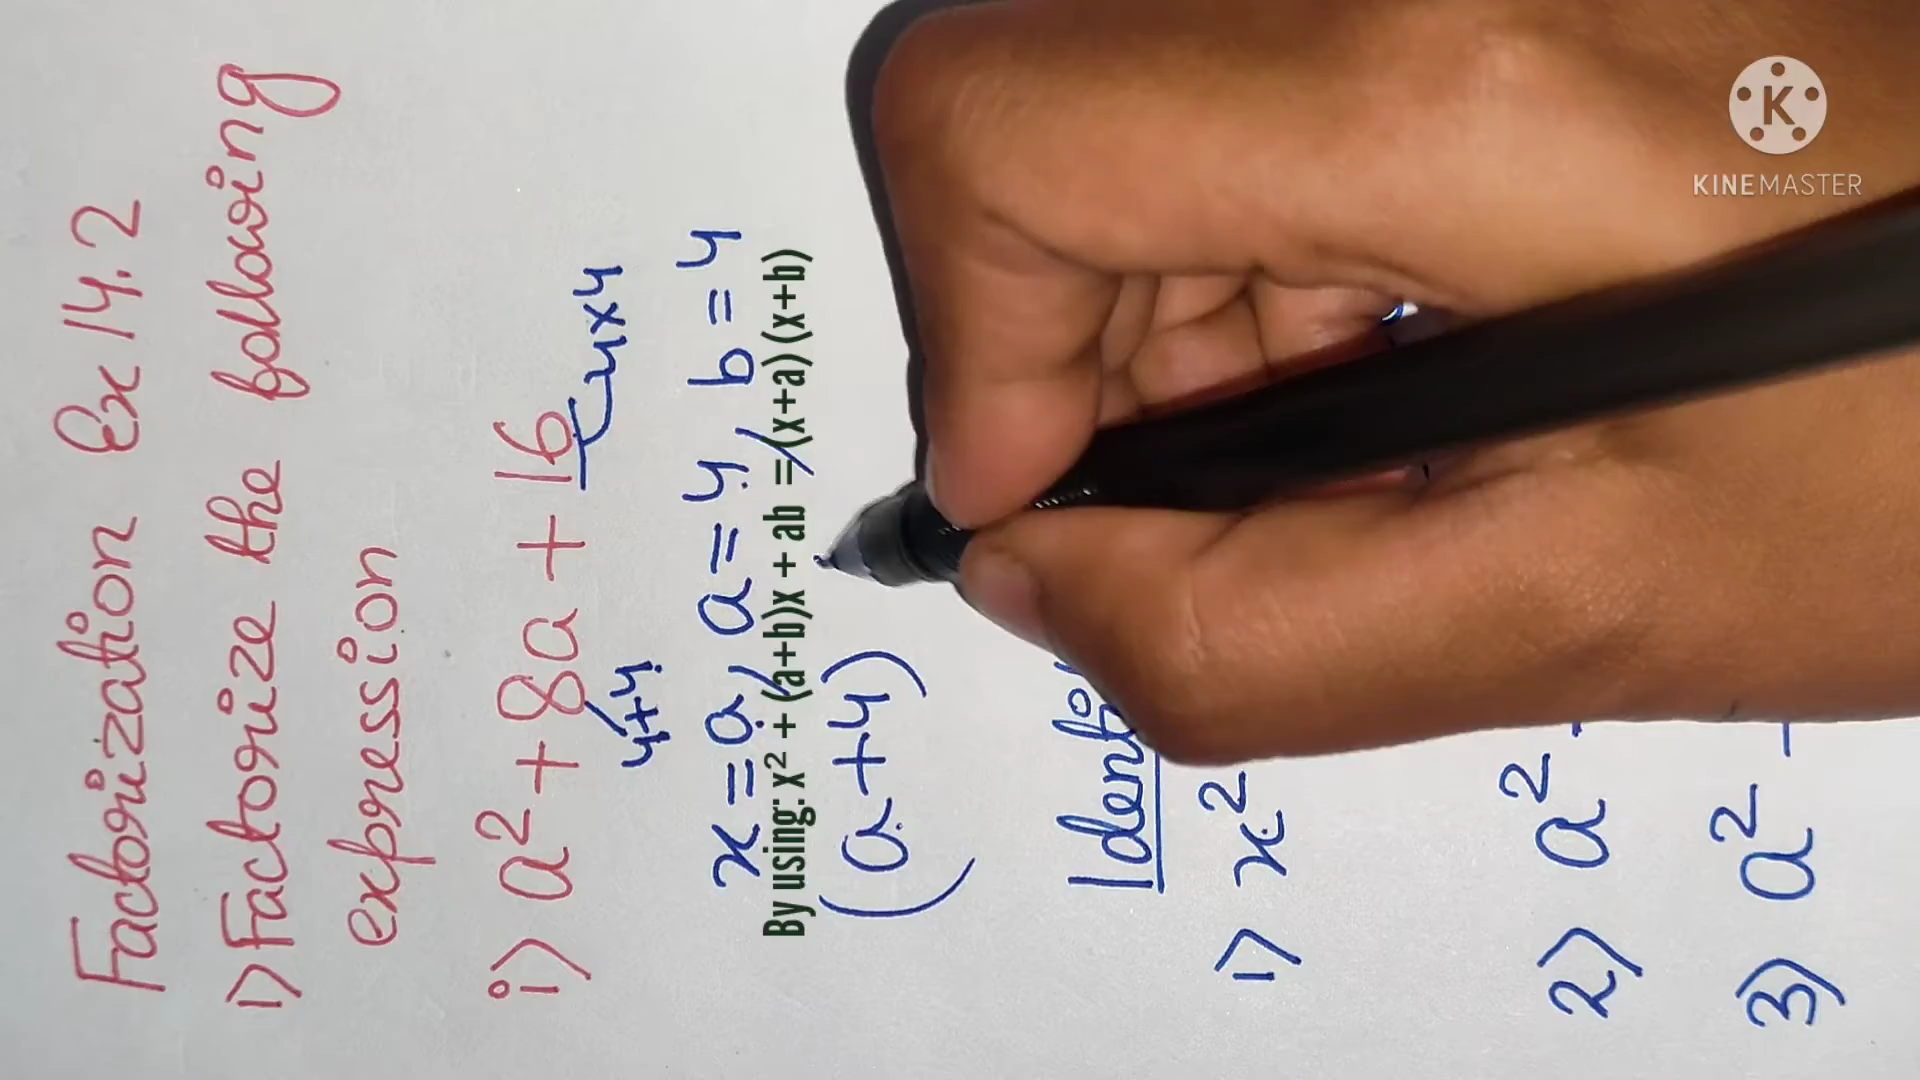 Factorization Ex 14.2
1) Factorize the following
expression
i) a² + 8a + 16
4+4 4x4
x = a, a = 4, b = 4
By using: x² + (a+b)x + ab = (x+a) (x+b)
(a+4)
1) x²
2) a² -
3) a² -
KINEMASTER